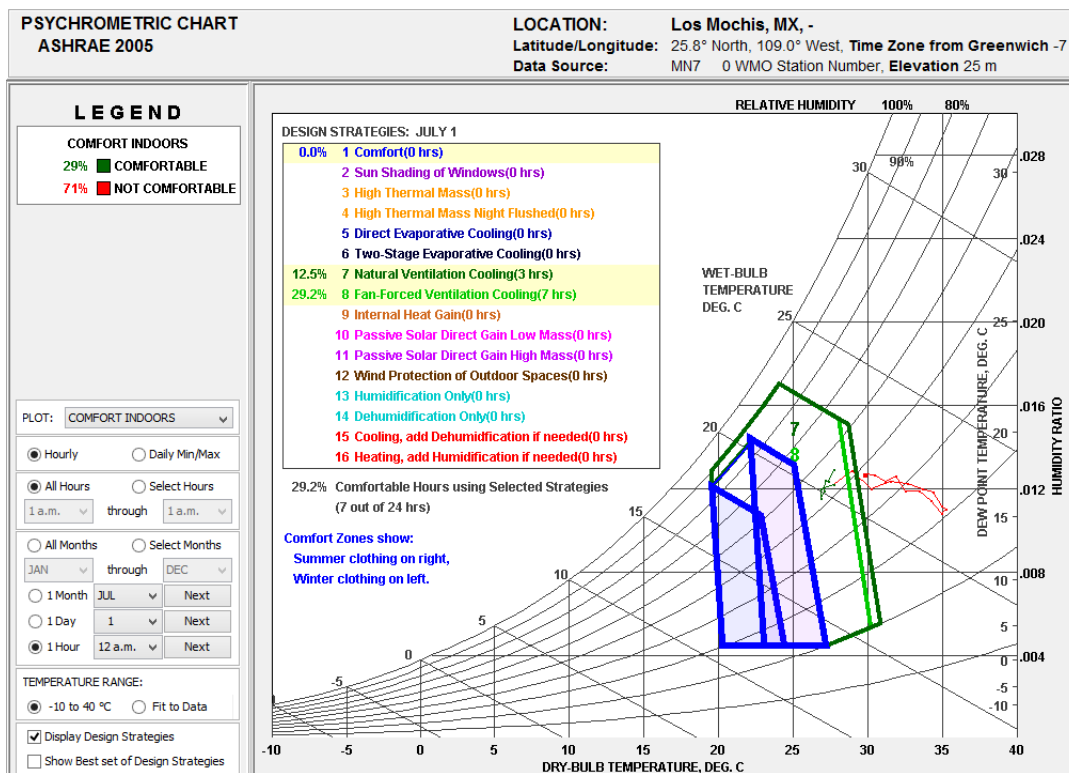 PSYCHROMETRIC CHART
ASHRAE 2005
LOCATION: Los Mochis, MX, -
Latitude/Longitude: 25.8° North, 109.0° West, Time Zone from Greenwich -7
Data Source: MN7 0 WMO Station Number, Elevation 25 m
LEGEND
COMFORT INDOORS
29% COMFORTABLE
71% NOT COMFORTABLE
PLOT: COMFORT INDOORS
Hourly Daily Min/Max
All Hours Select Hours
1 a.m. through 1 a.m.
All Months Select Months
JAN through DEC
1 Month JUL Next
1 Day 1 Next
1 Hour 12 a.m. Next
TEMPERATURE RANGE:
-10 to 40 °C Fit to Data
Display Design Strategies
Show Best set of Design Strategies
RELATIVE HUMIDITY 100% 80%
90%
DESIGN STRATEGIES: JULY 1
0.0% 1 Comfort(0 hrs)
2 Sun Shading of Windows(0 hrs)
3 High Thermal Mass(0 hrs)
4 High Thermal Mass Night Flushed(0 hrs)
5 Direct Evaporative Cooling(0 hrs)
6 Two-Stage Evaporative Cooling(0 hrs)
12.5% 7 Natural Ventilation Cooling(3 hrs)
29.2% 8 Fan-Forced Ventilation Cooling(7 hrs)
9 Internal Heat Gain(0 hrs)
10 Passive Solar Direct Gain Low Mass(0 hrs)
11 Passive Solar Direct Gain High Mass(0 hrs)
12 Wind Protection of Outdoor Spaces(0 hrs)
13 Humidification Only(0 hrs)
14 Dehumidification Only(0 hrs)
15 Cooling, add Dehumidfication if needed(0 hrs)
16 Heating, add Humidification if needed(0 hrs)
29.2% Comfortable Hours using Selected Strategies
(7 out of 24 hrs)
Comfort Zones show:
Summer clothing on right,
Winter clothing on left.
WET-BULB
TEMPERATURE
DEG. C
7
8
-5
0
5
10
15
20
25
30
30
25
20
15
10
5
0
-5
-10
DEW POINT TEMPERATURE, DEG. C
.028
.024
.020
.016
.012
.008
.004
HUMIDITY RATIO
-10 -5 0 5 10 15 20 25 30 35 40
DRY-BULB TEMPERATURE, DEG. C